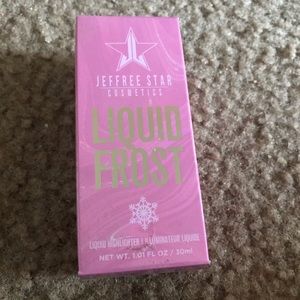 JEFFREE STAR
COSMETICS
LIQUID
FROST
LIQUID HIGHLIGHTER | ILLUMINATEUR LIQUIDE
NET WT. 1.01 FL OZ / 30ml